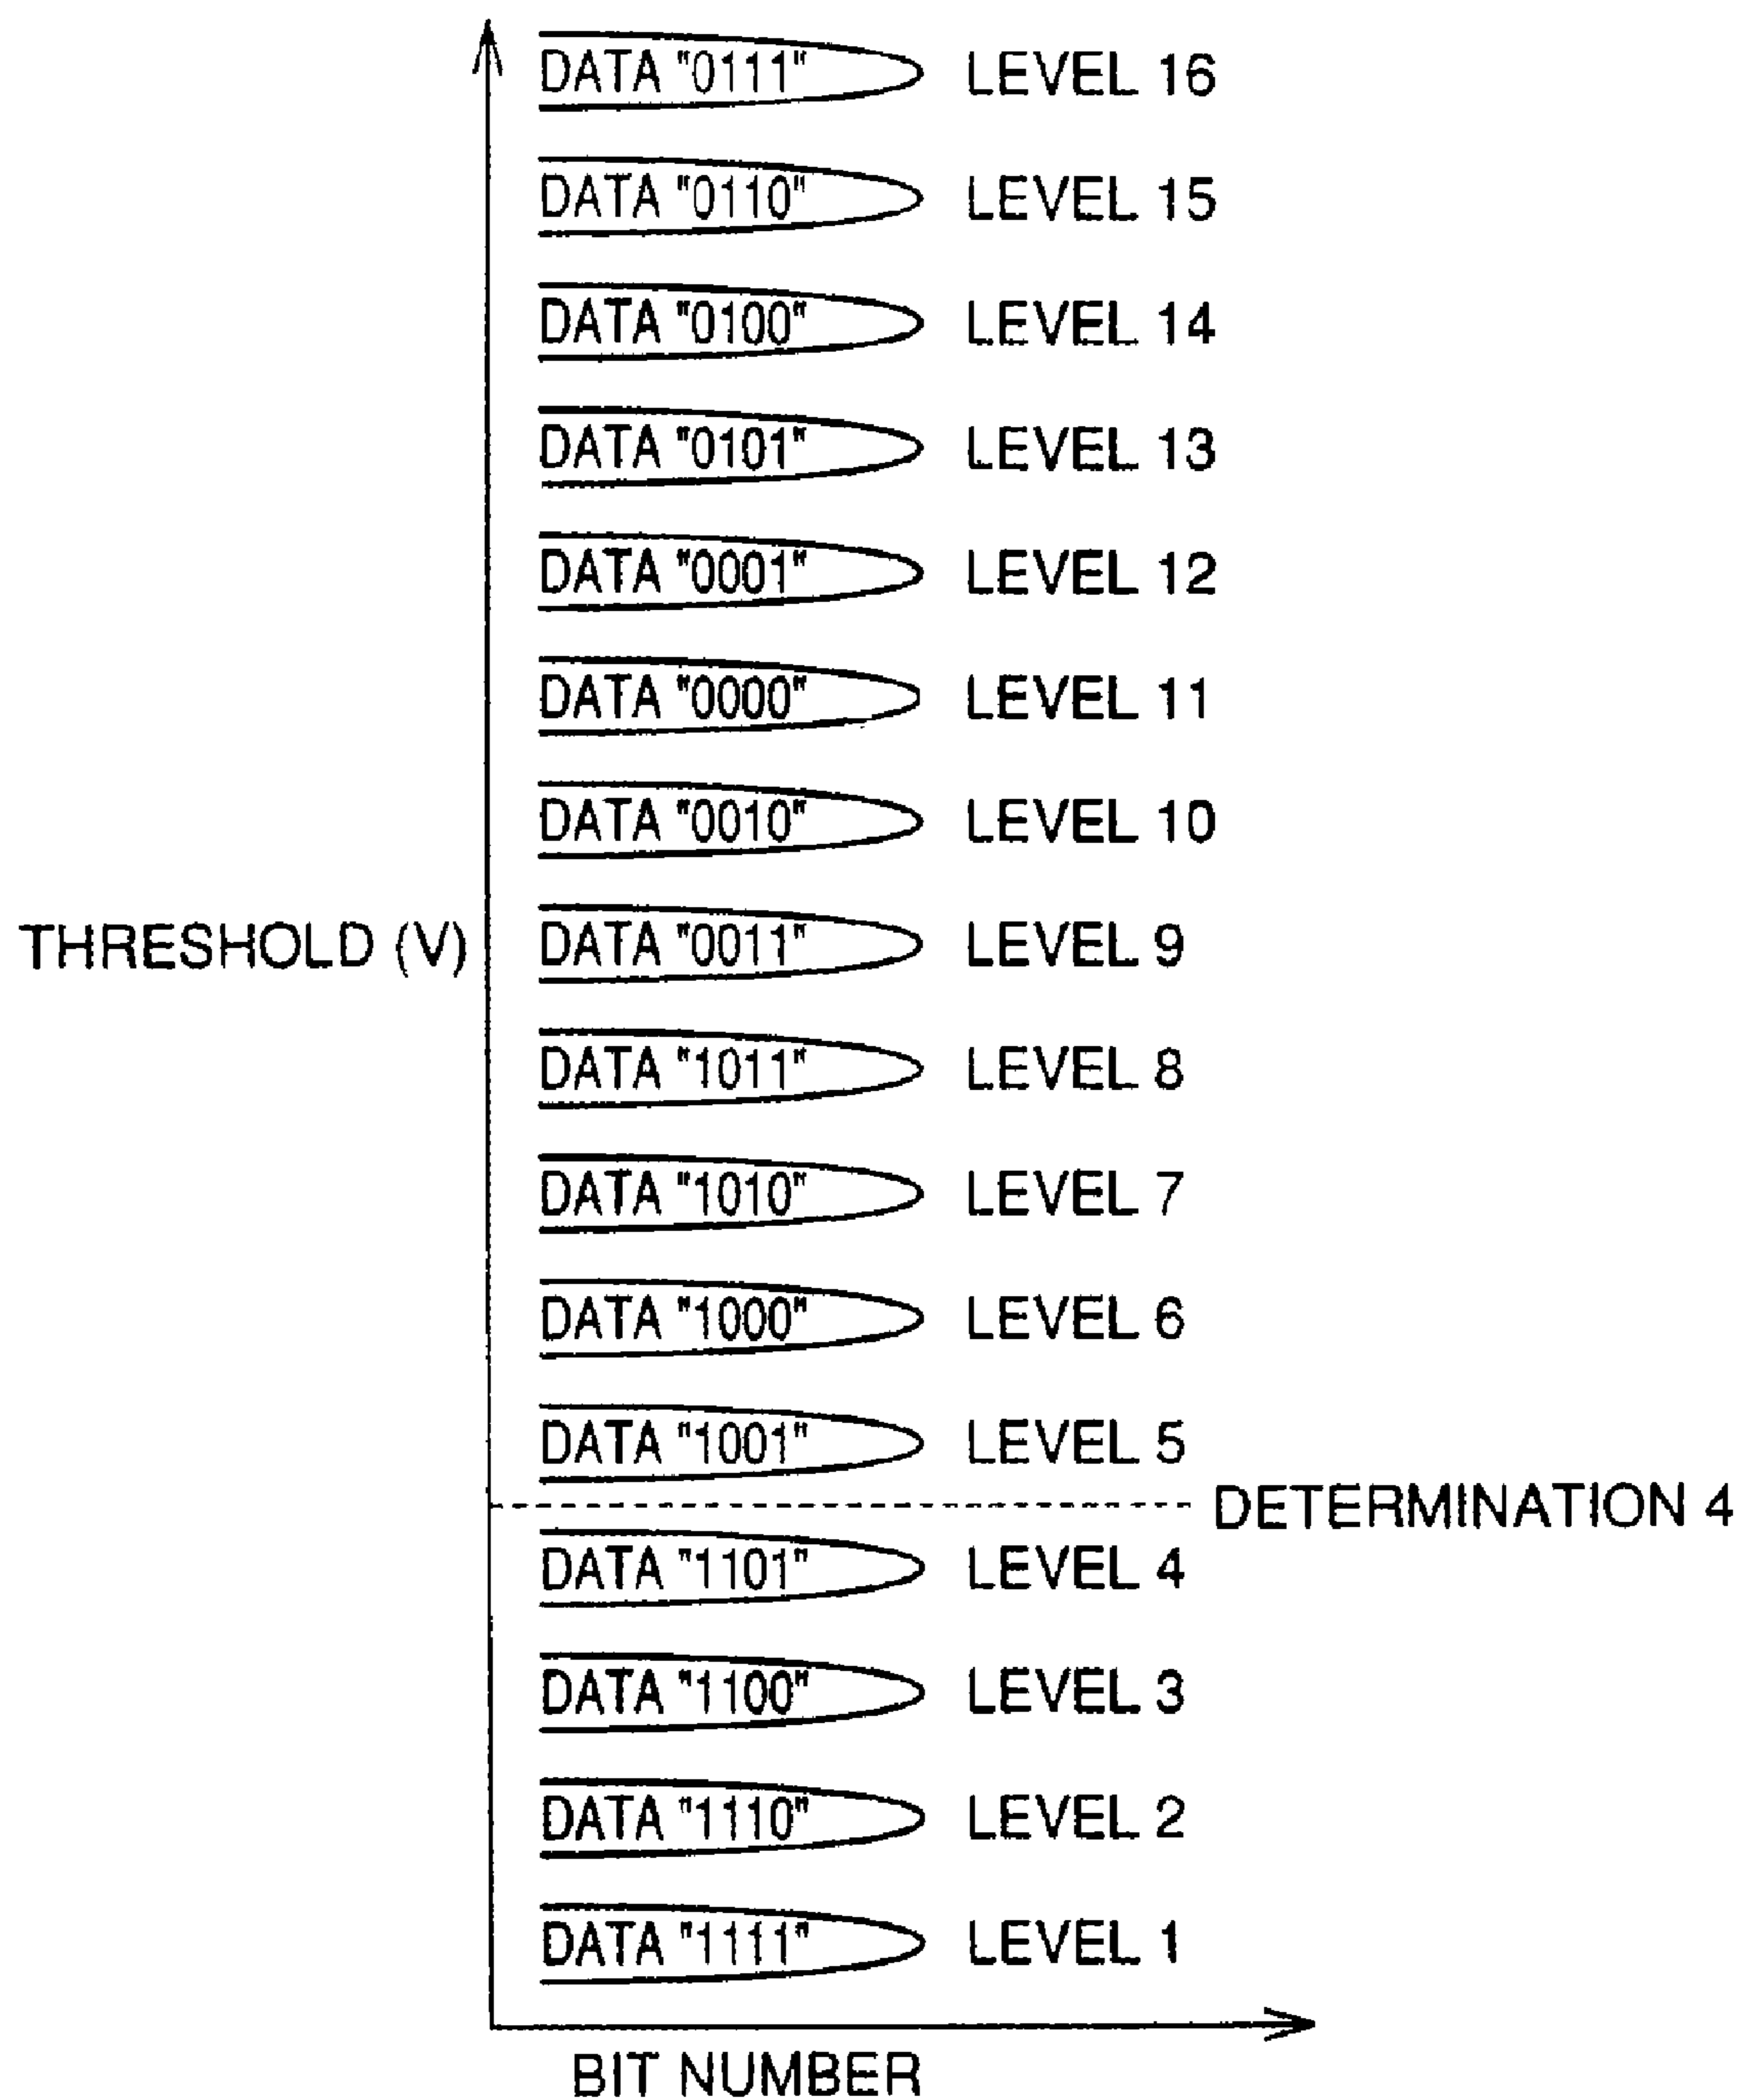 DATA "0111" LEVEL 16
DATA "0110" LEVEL 15
DATA "0100" LEVEL 14
DATA "0101" LEVEL 13
DATA "0001" LEVEL 12
DATA "0000" LEVEL 11
DATA "0010" LEVEL 10
THRESHOLD (V)
DATA "0011" LEVEL 9
DATA "1011" LEVEL 8
DATA "1010" LEVEL 7
DATA "1000" LEVEL 6
DATA "1001" LEVEL 5
DETERMINATION 4
DATA "1101" LEVEL 4
DATA "1100" LEVEL 3
DATA "1110" LEVEL 2
DATA "1111" LEVEL 1
BIT NUMBER